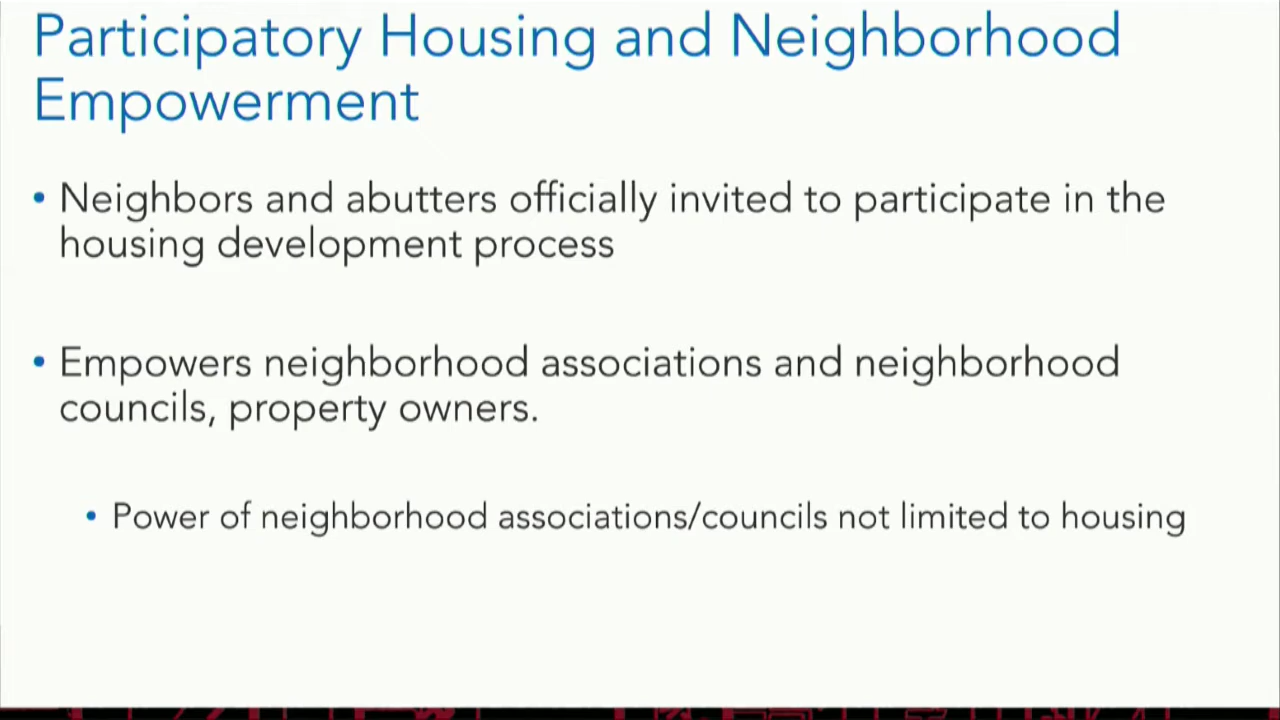 Participatory Housing and Neighborhood
Empowerment
• Neighbors and abutters officially invited to participate in the
housing development process
• Empowers neighborhood associations and neighborhood
councils, property owners.
• Power of neighborhood associations/councils not limited to housing